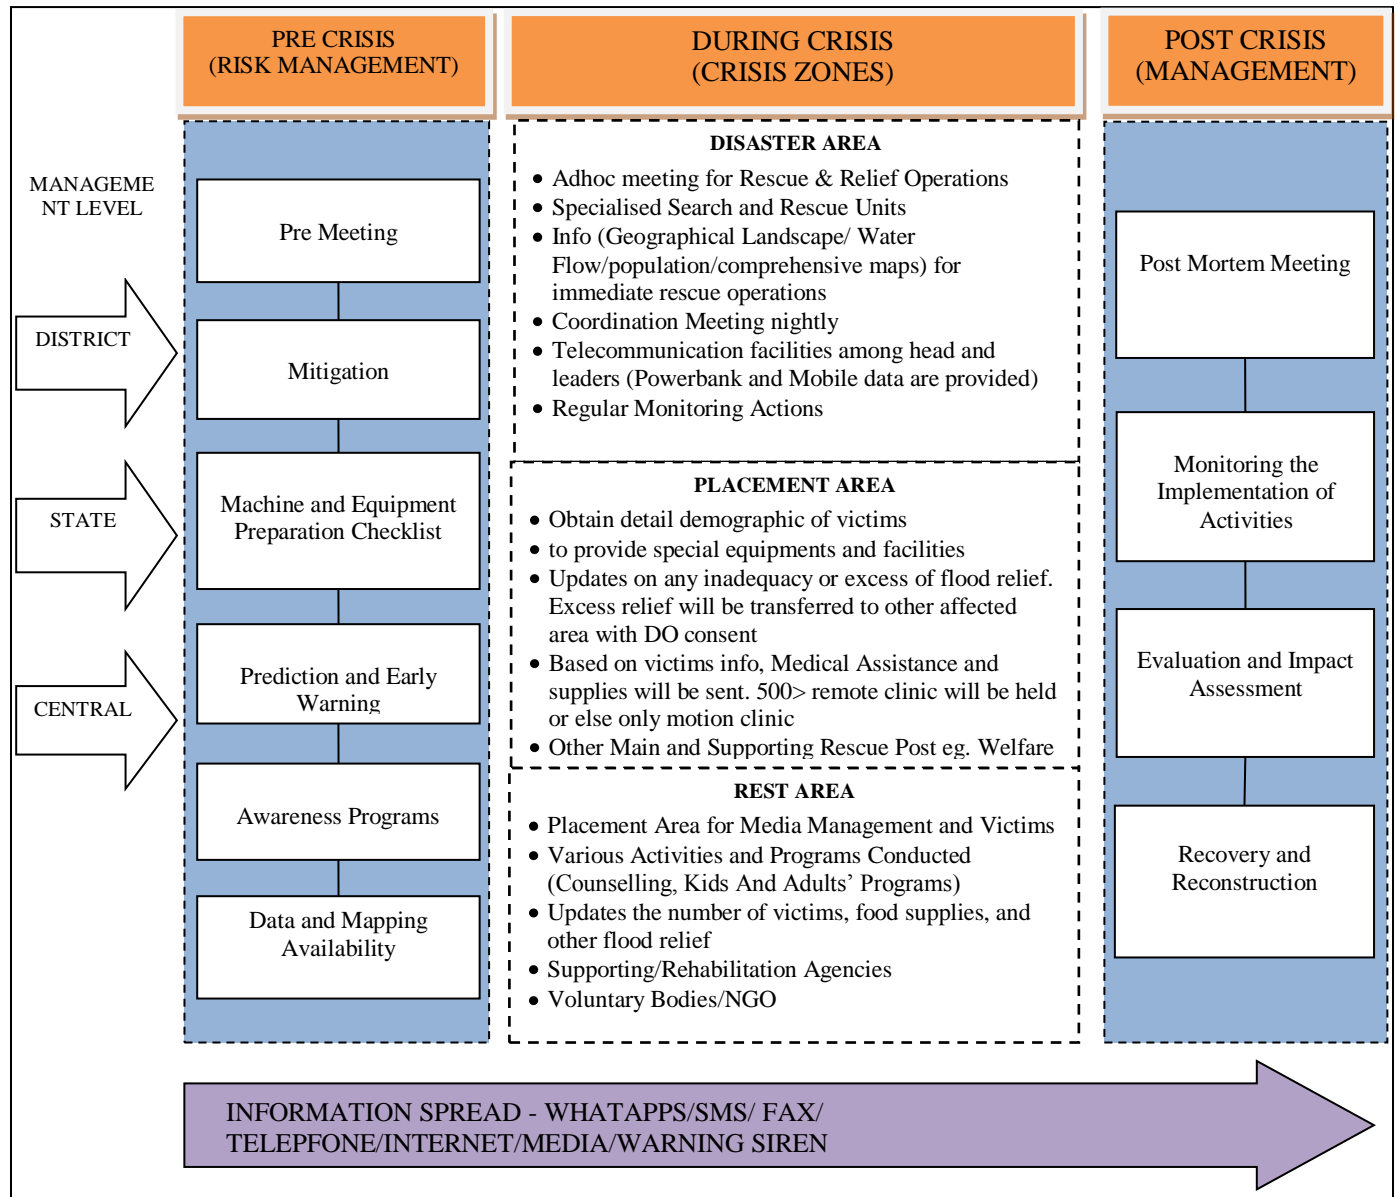 PRE CRISIS
(RISK MANAGEMENT)
DURING CRISIS
(CRISIS ZONES)
POST CRISIS
(MANAGEMENT)
MANAGEME
NT LEVEL
DISTRICT
STATE
CENTRAL
Pre Meeting
Mitigation
Machine and Equipment
Preparation Checklist
Prediction and Early
Warning
Awareness Programs
Data and Mapping
Availability
DISASTER AREA
• Adhoc meeting for Rescue & Relief Operations
• Specialised Search and Rescue Units
• Info (Geographical Landscape/ Water
Flow/population/comprehensive maps) for
immediate rescue operations
• Coordination Meeting nightly
• Telecommunication facilities among head and
leaders (Powerbank and Mobile data are provided)
• Regular Monitoring Actions
PLACEMENT AREA
• Obtain detail demographic of victims
• to provide special equipments and facilities
• Updates on any inadequacy or excess of flood relief.
Excess relief will be transferred to other affected
area with DO consent
• Based on victims info, Medical Assistance and
supplies will be sent. 500> remote clinic will be held
or else only motion clinic
• Other Main and Supporting Rescue Post eg. Welfare
REST AREA
• Placement Area for Media Management and Victims
• Various Activities and Programs Conducted
(Counselling, Kids And Adults’ Programs)
• Updates the number of victims, food supplies, and
other flood relief
• Supporting/Rehabilitation Agencies
• Voluntary Bodies/NGO
Post Mortem Meeting
Monitoring the
Implementation of
Activities
Evaluation and Impact
Assessment
Recovery and
Reconstruction
INFORMATION SPREAD - WHATAPPS/SMS/ FAX/
TELEPFONE/INTERNET/MEDIA/WARNING SIREN